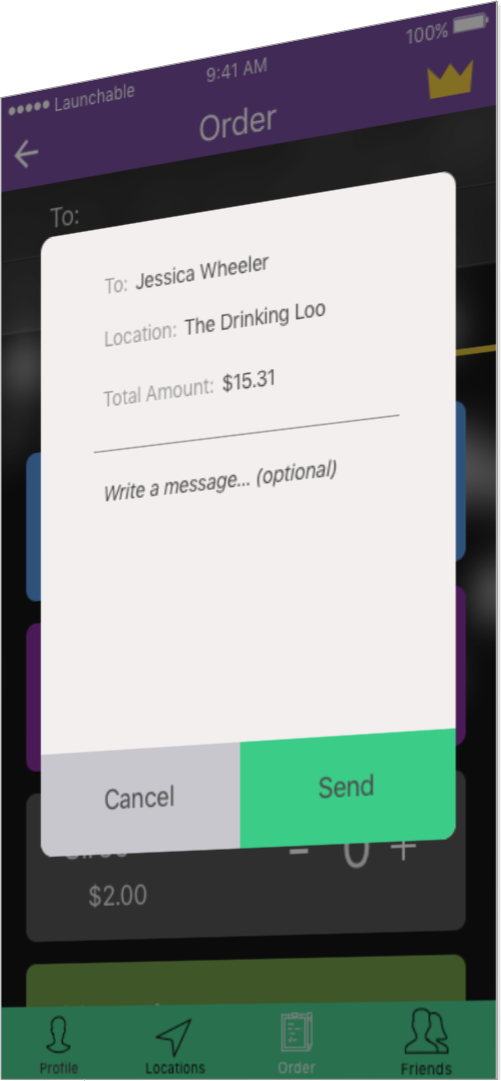 ●●●●● Launchable 9:41 AM 100%
Order
To:
To: Jessica Wheeler
Location: The Drinking Loo
Total Amount: $15.31
Write a message... (optional)
Cancel Send
- 0 +
$2.00
Profile Locations Order Friends